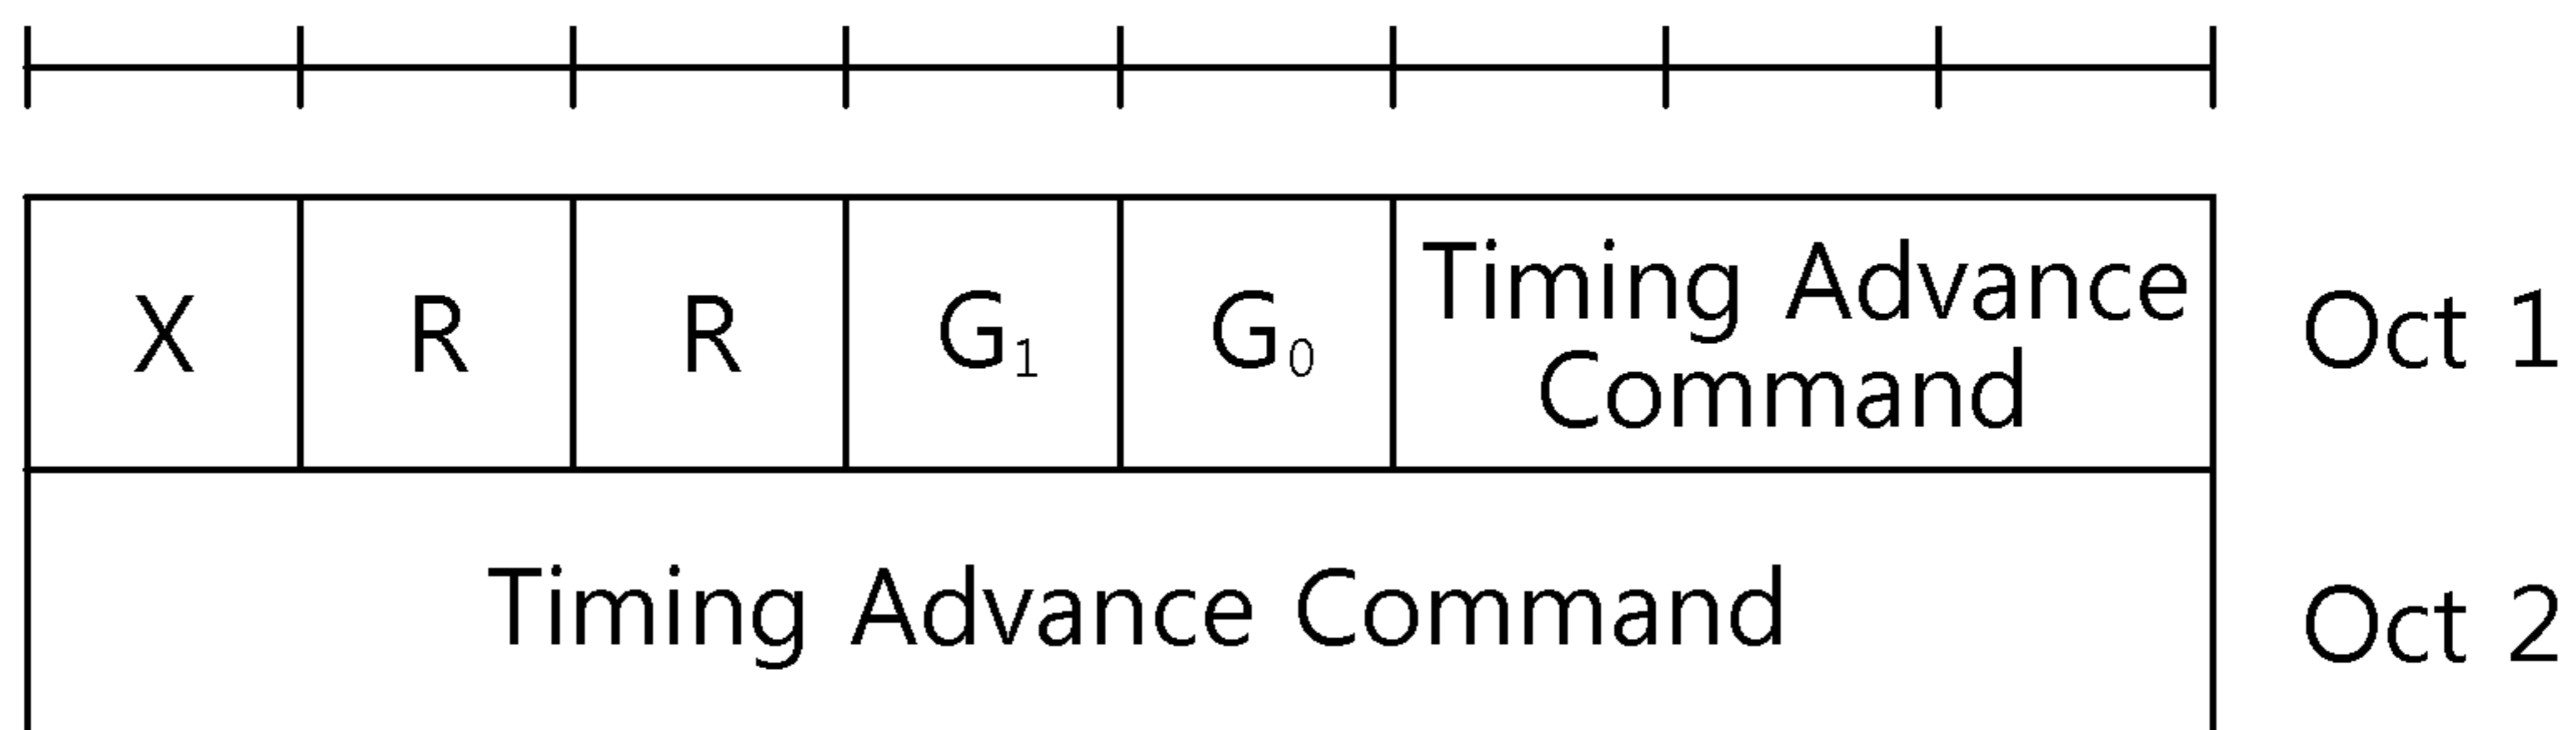 X R R G₁ G₀ Timing Advance Command Oct 1
Timing Advance Command Oct 2